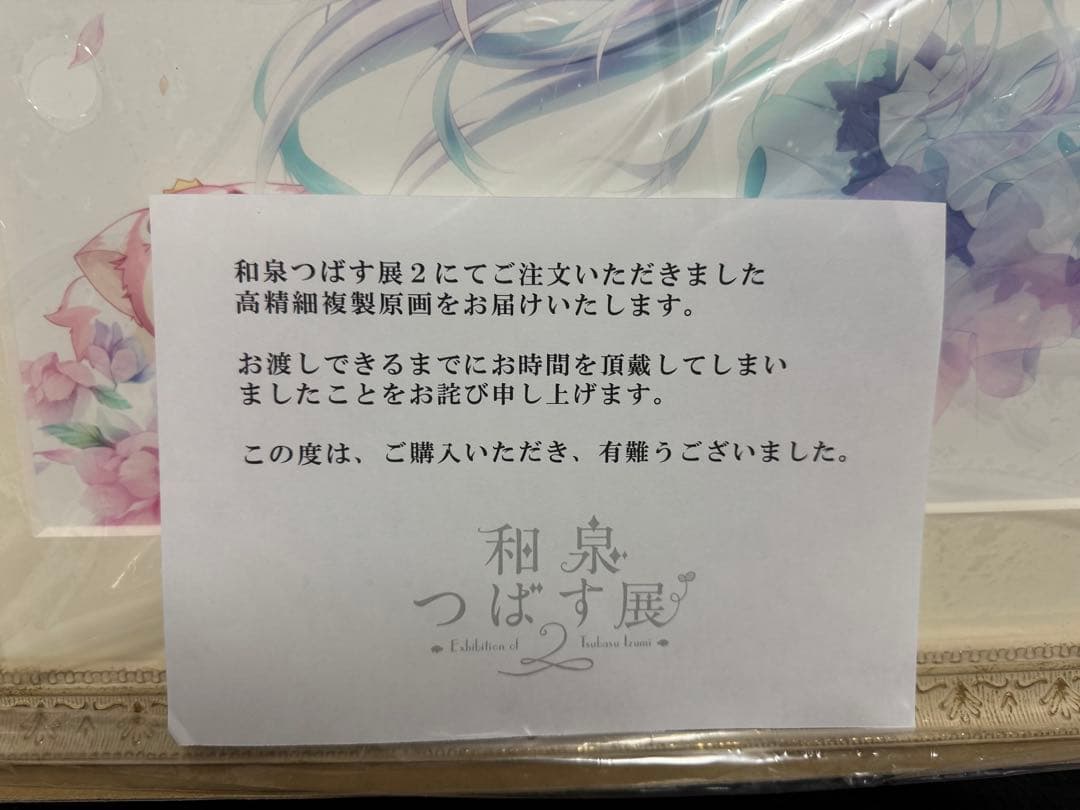 和泉つばす展２にてご注文いただきました
高精細複製原画をお届けいたします。
お渡しできるまでにお時間を頂戴してしまい
ましたことをお詫び申し上げます。
この度は、ご購入いただき、有難うございました。
和泉
つばす展
2
Exhibition of Tsubasu Izumi